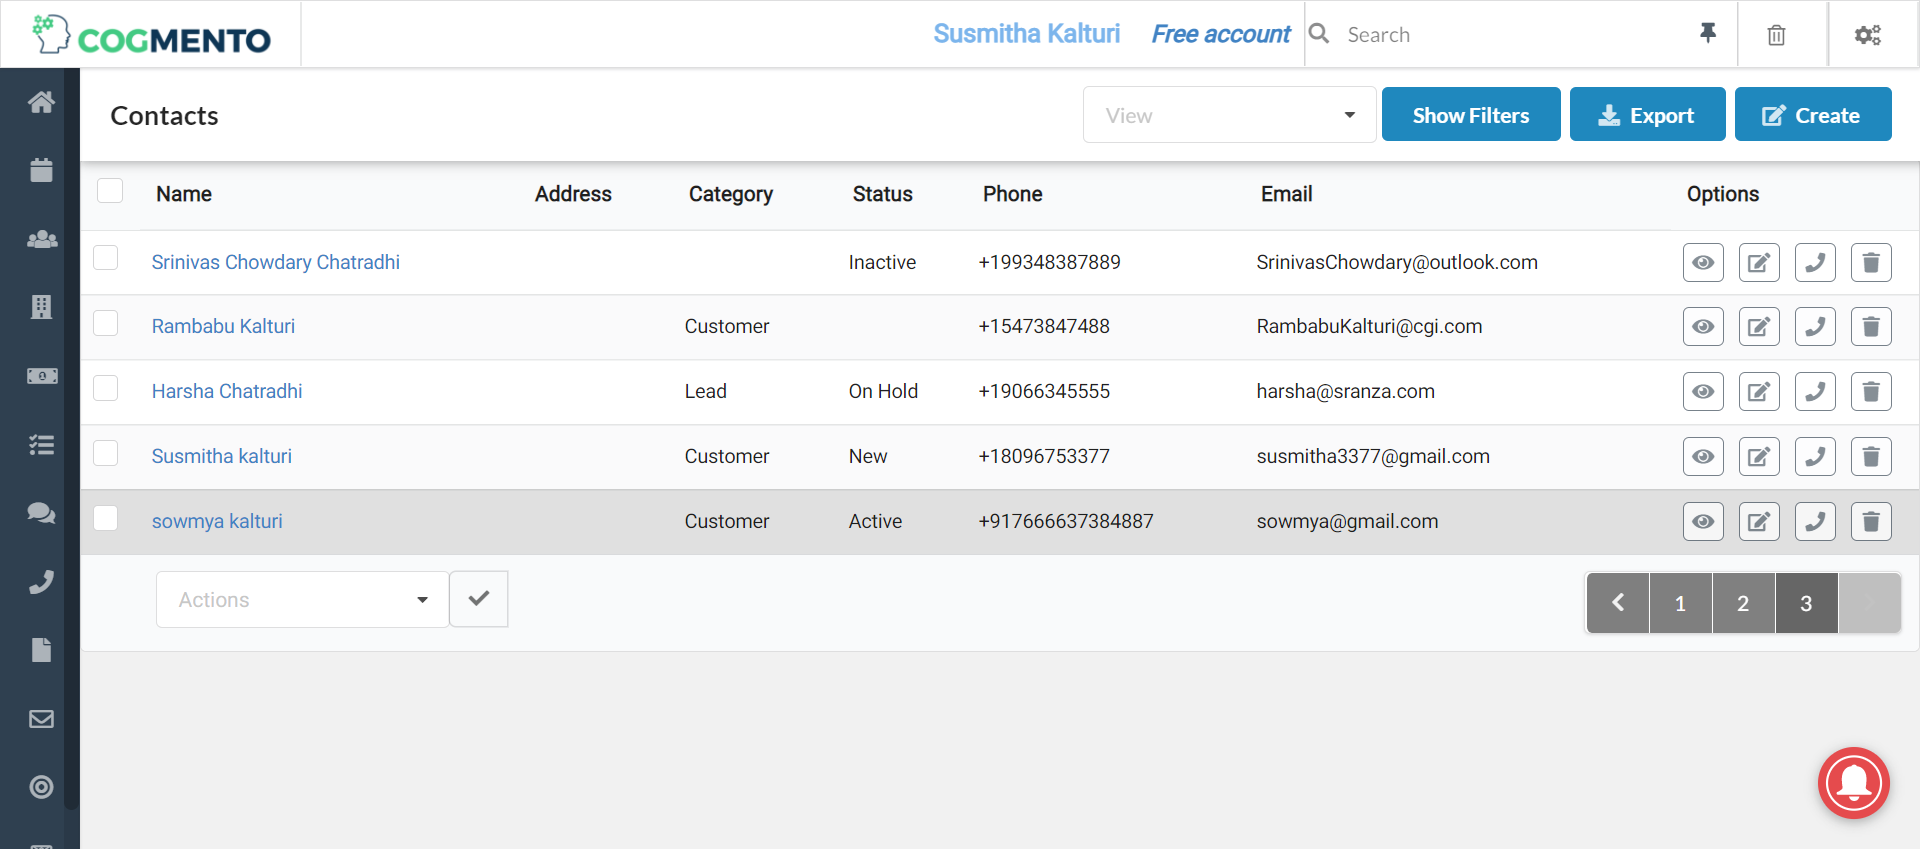 COGMENTO
Susmitha Kalturi Free account Search
Contacts View Show Filters Export Create
Name Address Category Status Phone Email Options
Srinivas Chowdary Chatradhi Inactive +199348387889 SrinivasChowdary@outlook.com
Rambabu Kalturi Customer +15473847488 RambabuKalturi@cgi.com
Harsha Chatradhi Lead On Hold +19066345555 harsha@sranza.com
Susmitha kalturi Customer New +18096753377 susmitha3377@gmail.com
sowmya kalturi Customer Active +917666637384887 sowmya@gmail.com
Actions 1 2 3